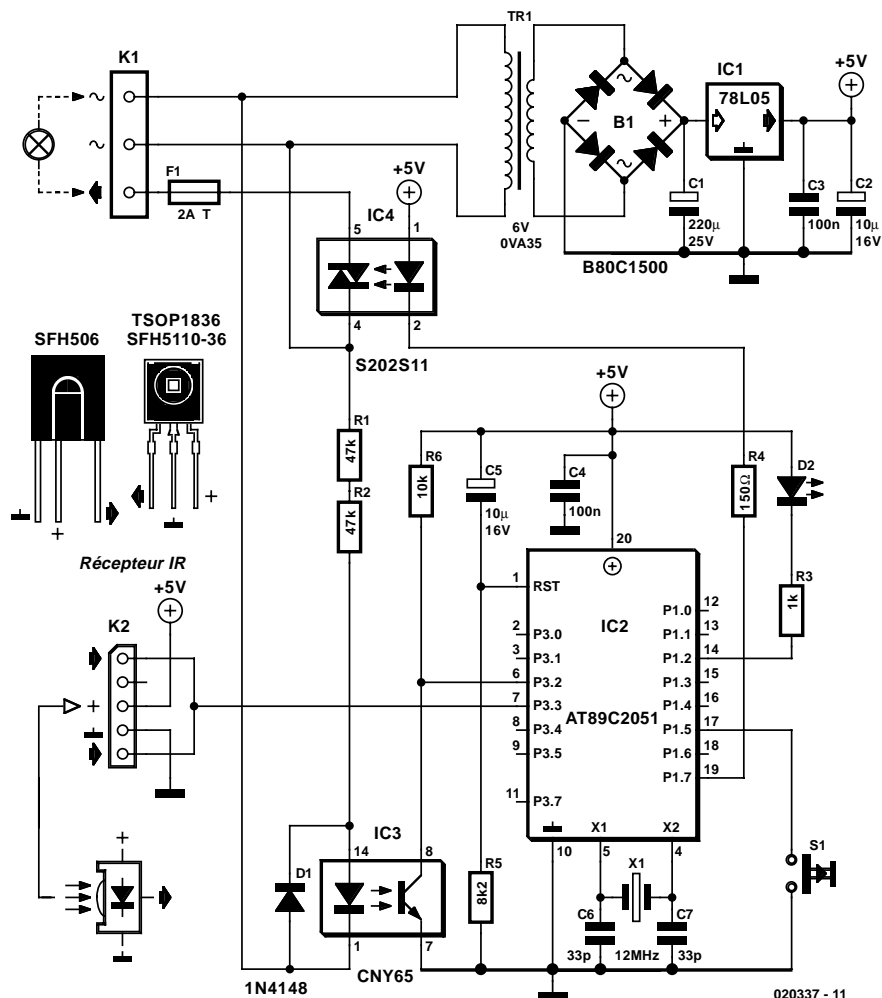 TR1
K1
IC1
+5V
78L05
~
~
~
~
−
B1
+
F1
2A T
+5V
IC4
5
1
4
2
S202S11
6V
0VA35
B80C1500
C1
220µ
25V
C3
100n
C2
10µ
16V
SFH506
TSOP1836
SFH5110-36
+
+
Récepteur IR
+5V
K2
+
R1
47k
R2
47k
R6
10k
C5
10µ
16V
+5V
C4
100n
R4
150Ω
D2
R3
1k
20
IC2
AT89C2051
1 RST
2 P3.0
3 P3.1
6 P3.2
7 P3.3
8 P3.4
9 P3.5
11 P3.7
P1.0 12
P1.1 13
P1.2 14
P1.3 15
P1.4 16
P1.5 17
P1.6 18
P1.7 19
X1
X2
10
5
4
X1
12MHz
C6
33p
C7
33p
S1
R5
8k2
IC3
14
8
1
7
CNY65
D1
1N4148
+
020337 - 11